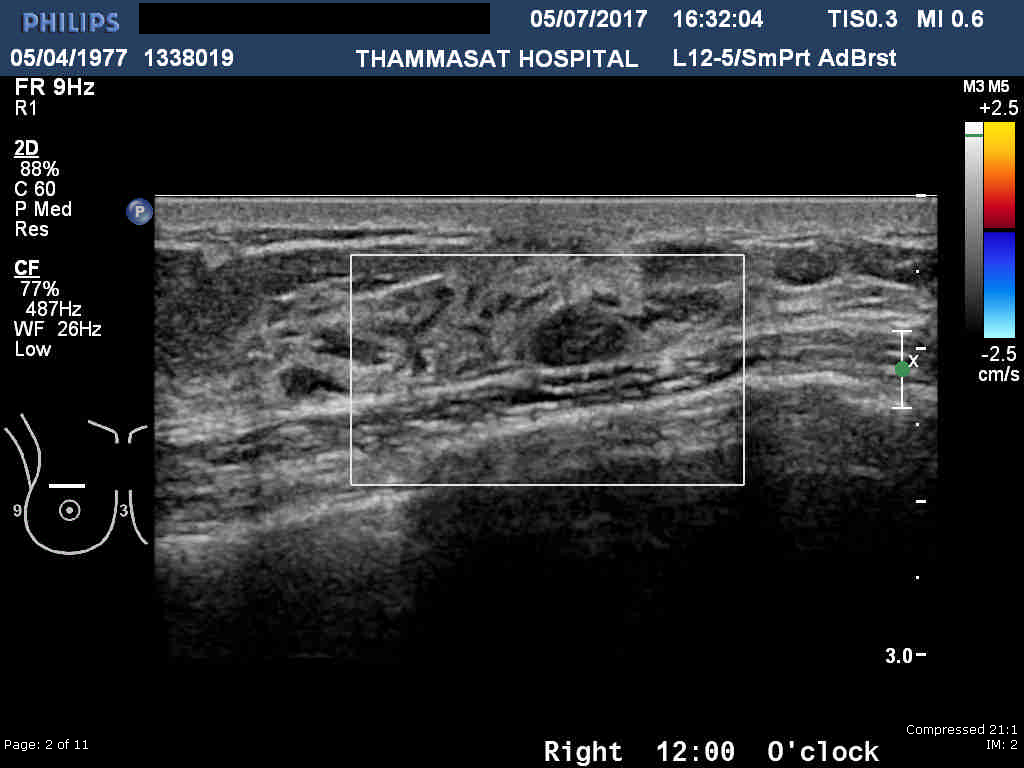 PHILIPS 05/07/2017 16:32:04 TIS0.3 MI 0.6
05/04/1977 1338019 THAMMASAT HOSPITAL L12-5/SmPrt AdBrst
FR 9Hz
R1
M3 M5
+2.5
2D
88%
C 60
P Med
Res
P
CF
77%
487Hz
WF 26Hz
Low
-2.5
cm/s
x
9 3
3.0
Page: 2 of 11
Compressed 21:1
IM: 2
Right 12:00 O'clock